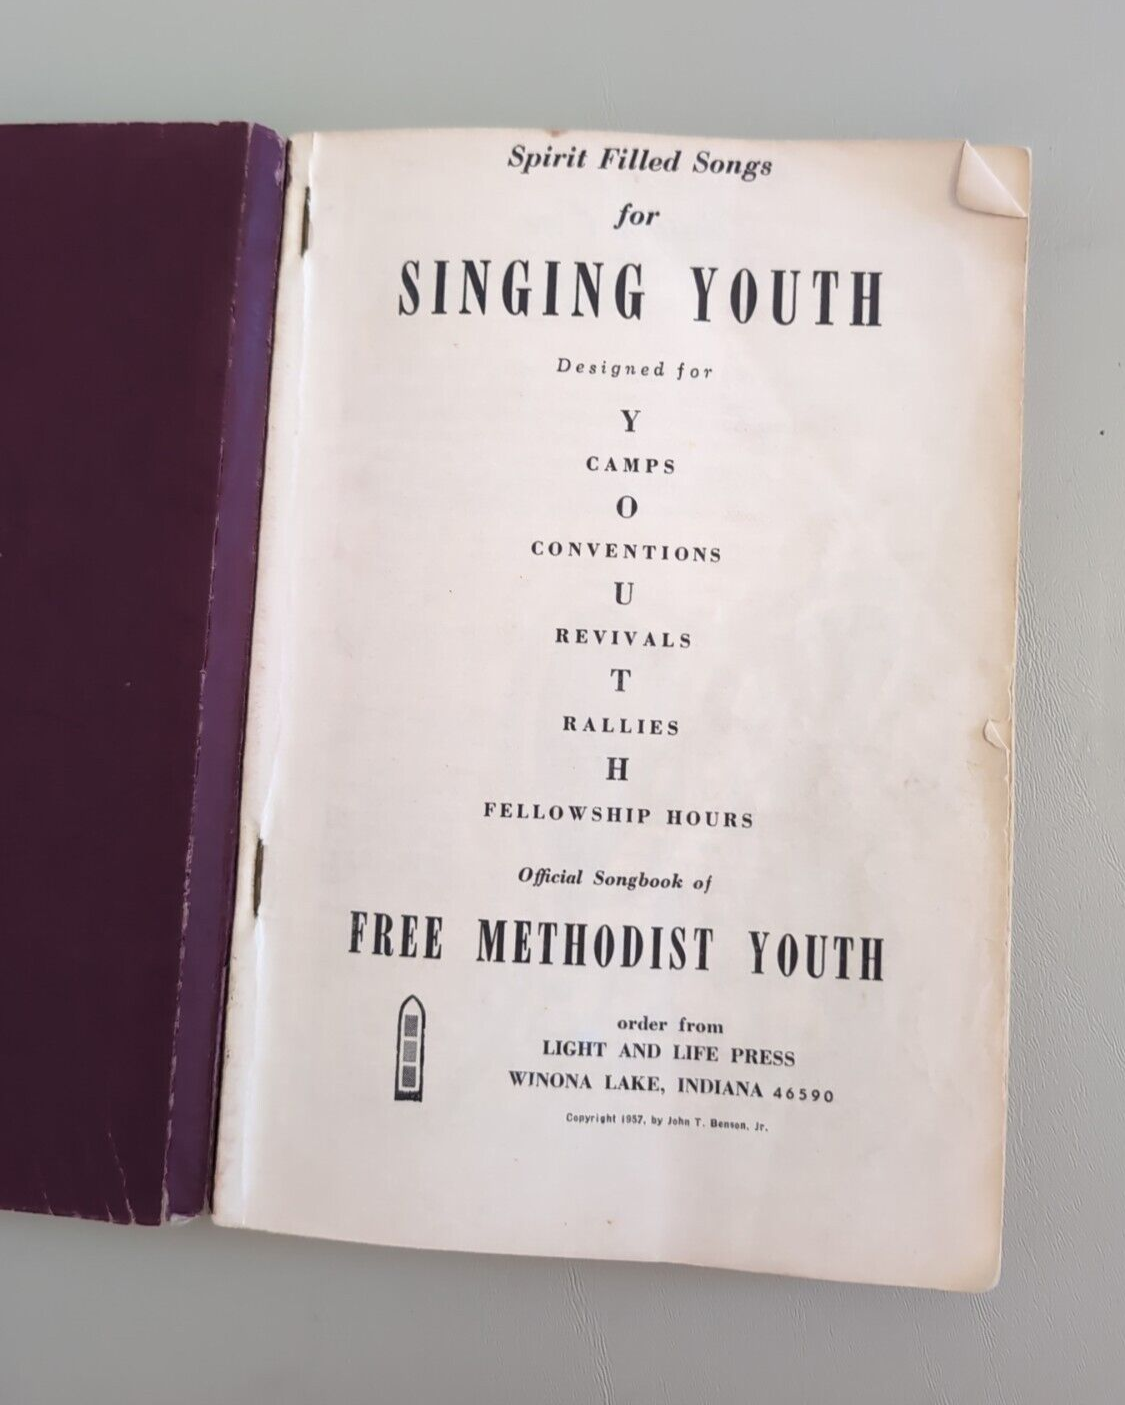 Spirit Filled Songs
for
SINGING YOUTH
Designed for
Y
CAMPS
O
CONVENTIONS
U
REVIVALS
T
RALLIES
H
FELLOWSHIP HOURS
Official Songbook of
FREE METHODIST YOUTH
order from
LIGHT AND LIFE PRESS
WINONA LAKE, INDIANA 46590
Copyright 1957, by John T. Benson, Jr.